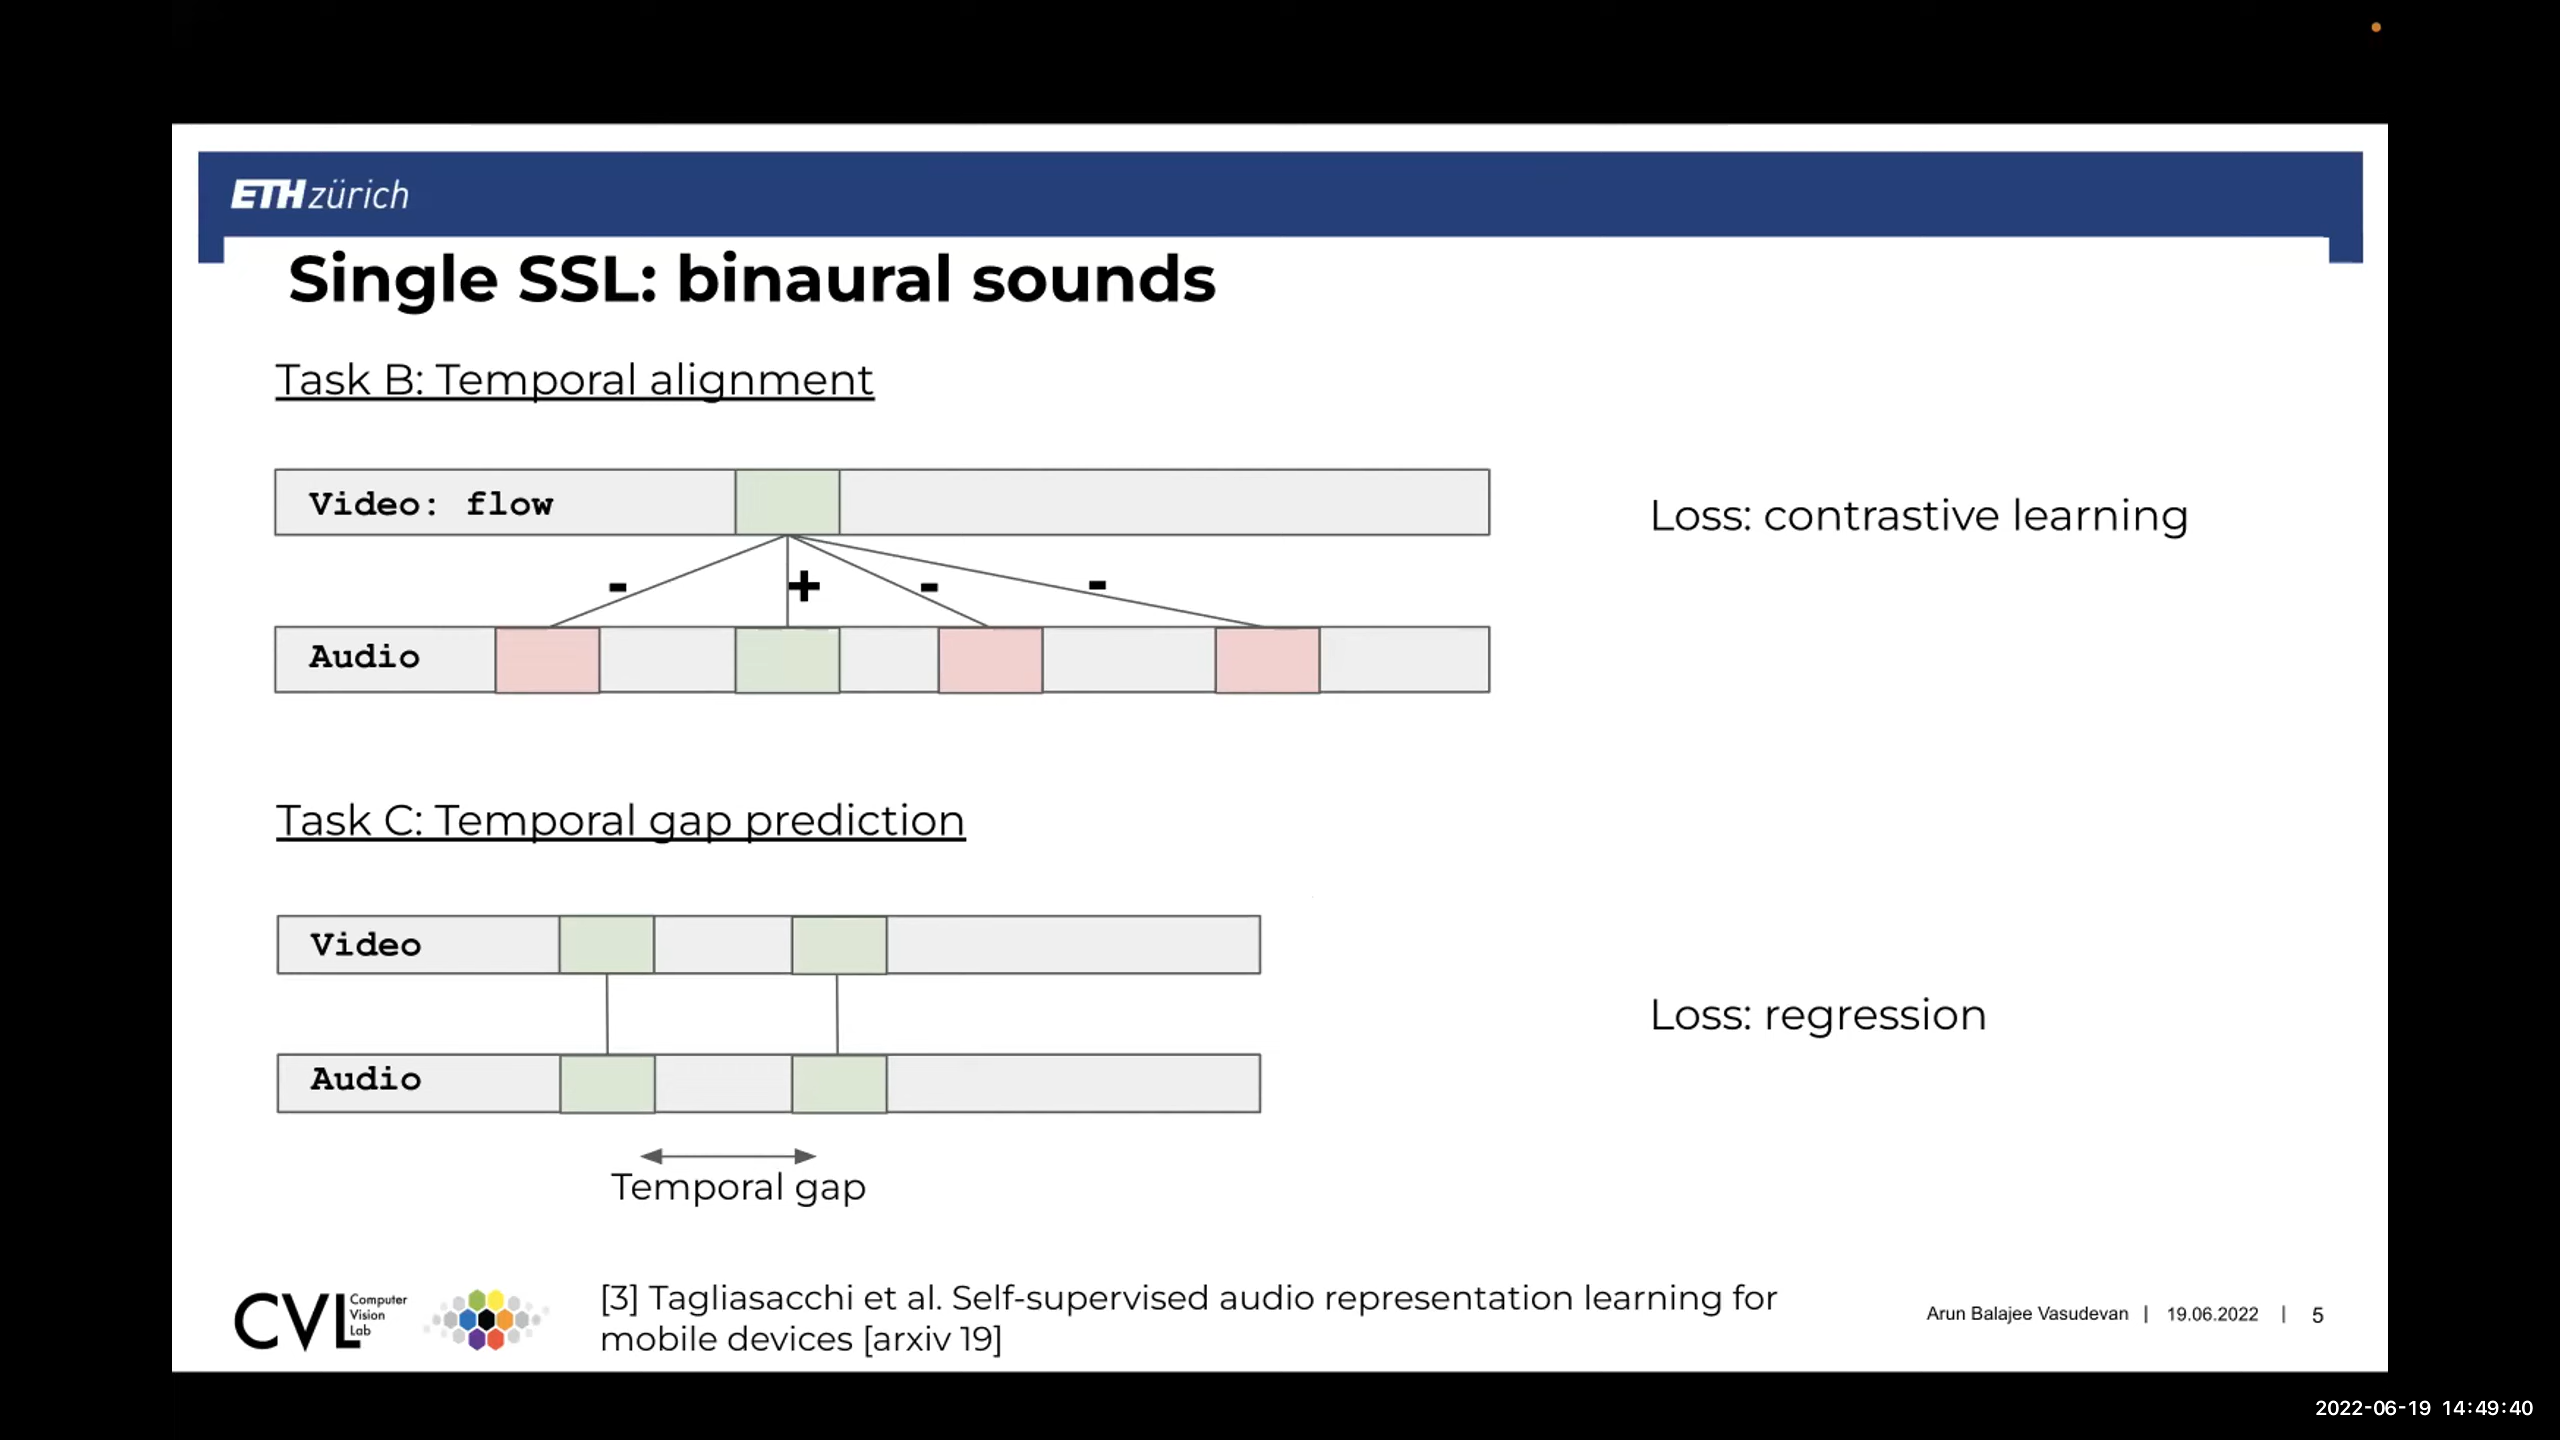 ETH zürich
Single SSL: binaural sounds
Task B: Temporal alignment
Video: flow
Loss: contrastive learning
- + - -
Audio
Task C: Temporal gap prediction
Video
Loss: regression
Audio
Temporal gap
CVL Computer
Vision
Lab
[3] Tagliasacchi et al. Self-supervised audio representation learning for
mobile devices [arxiv 19]
Arun Balajee Vasudevan | 19.06.2022 | 5
2022-06-19 14:49:40